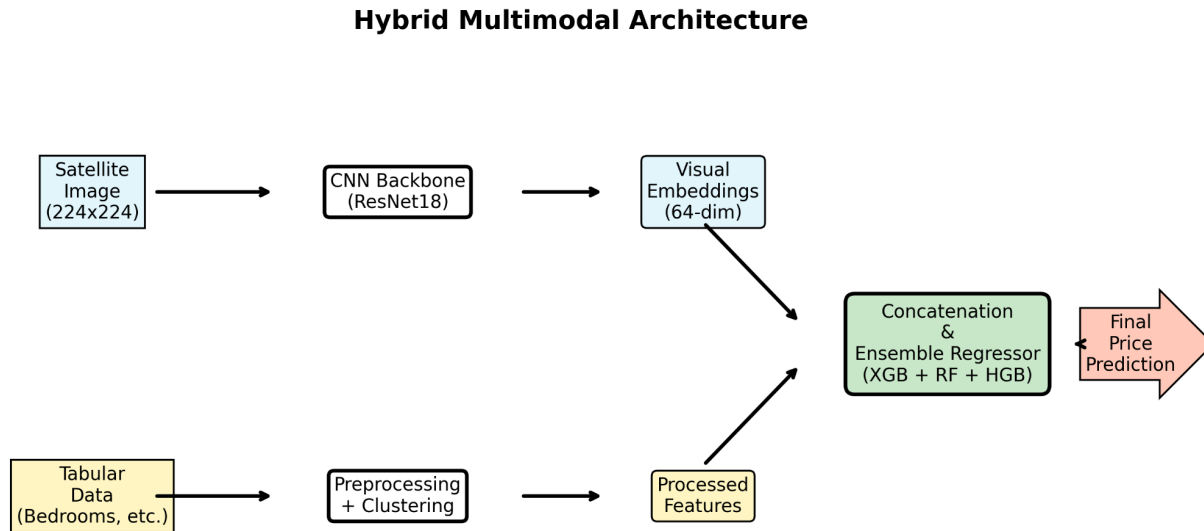 Hybrid Multimodal Architecture
Satellite
Image
(224x224)
CNN Backbone
(ResNet18)
Visual
Embeddings
(64-dim)
Concatenation
&
Ensemble Regressor
(XGB + RF + HGB)
Final
Price
Prediction
Tabular
Data
(Bedrooms, etc.)
Preprocessing
+ Clustering
Processed
Features